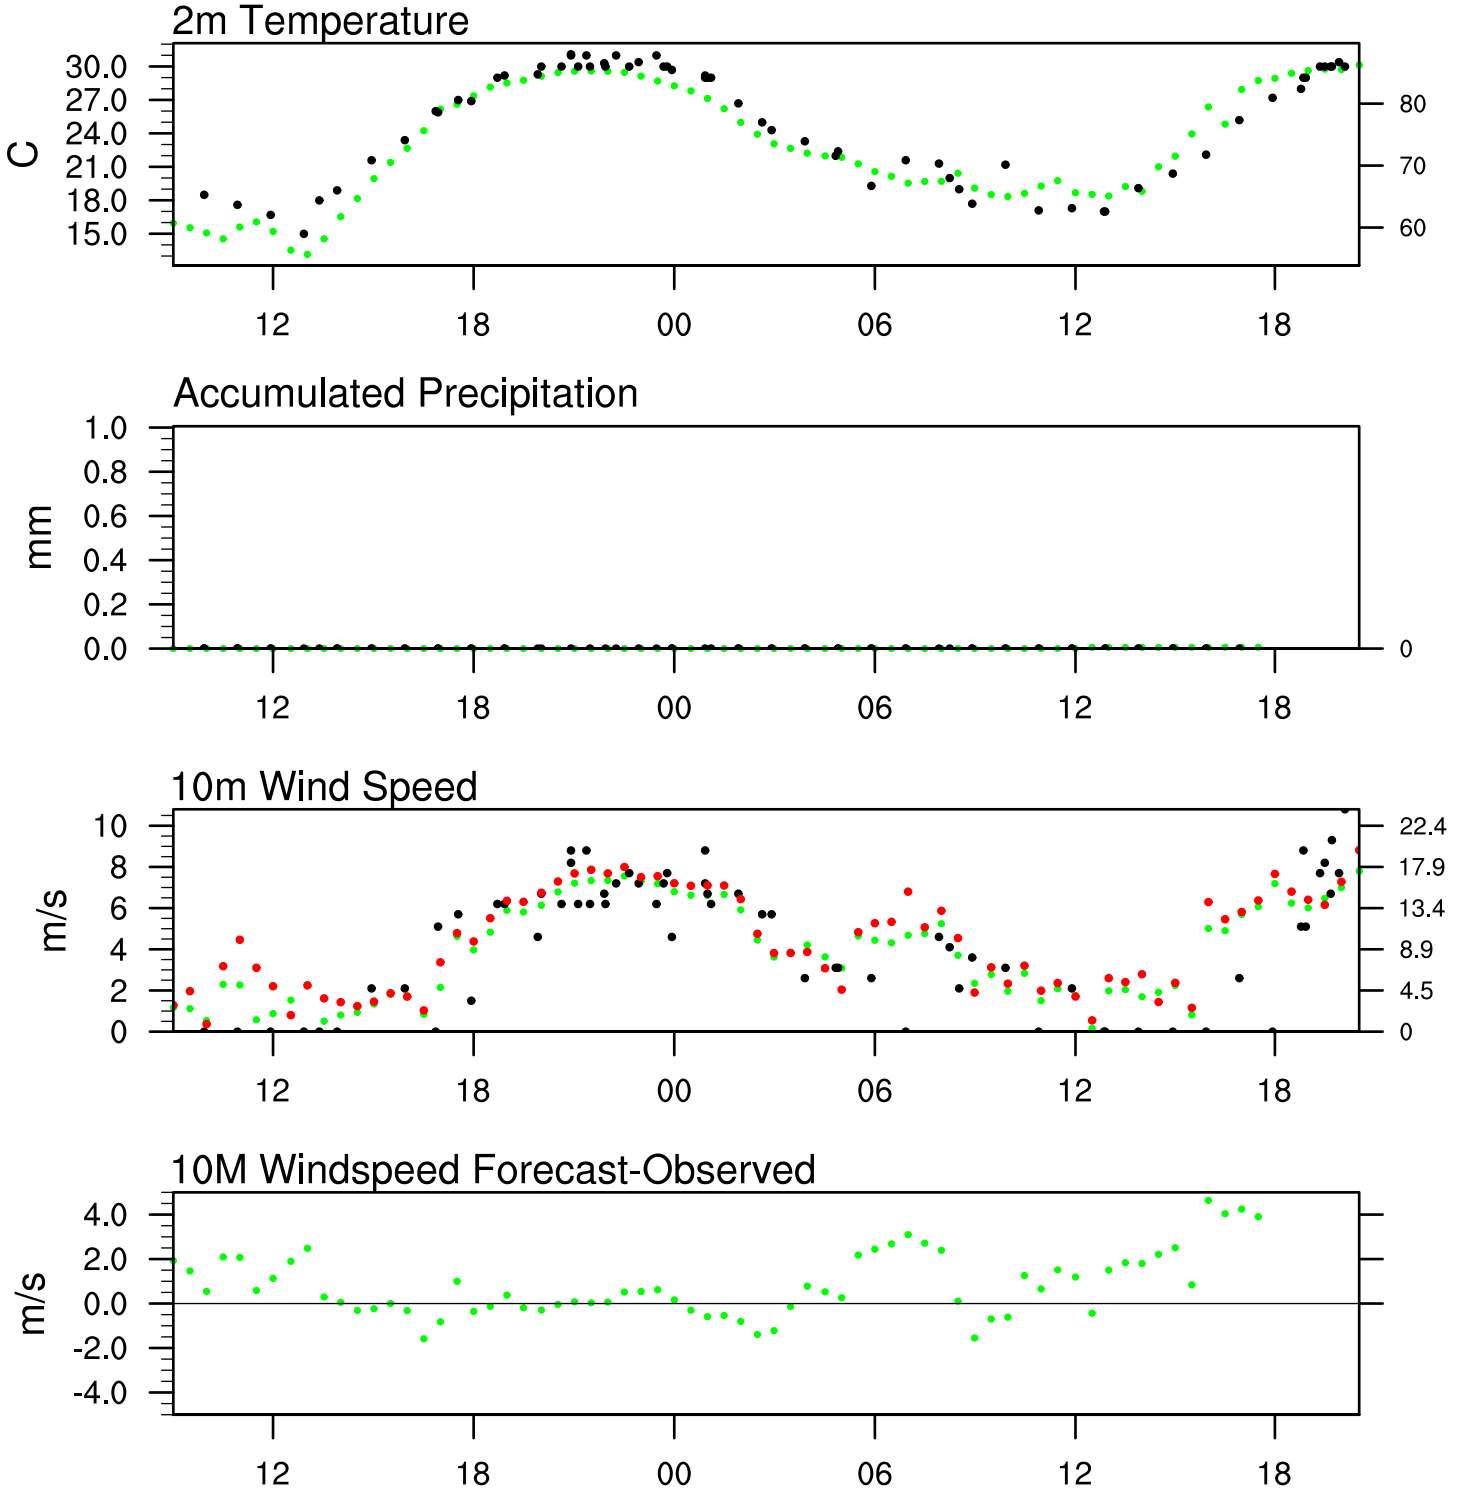 2m Temperature
30.0
27.0
24.0
21.0
18.0
15.0
C
80
70
60
12 18 00 06 12 18
Accumulated Precipitation
1.0
0.8
0.6
0.4
0.2
0.0
mm
0
12 18 00 06 12 18
10m Wind Speed
10
8
6
4
2
0
m/s
22.4
17.9
13.4
8.9
4.5
0
12 18 00 06 12 18
10M Windspeed Forecast-Observed
4.0
2.0
0.0
-2.0
-4.0
m/s
12 18 00 06 12 18